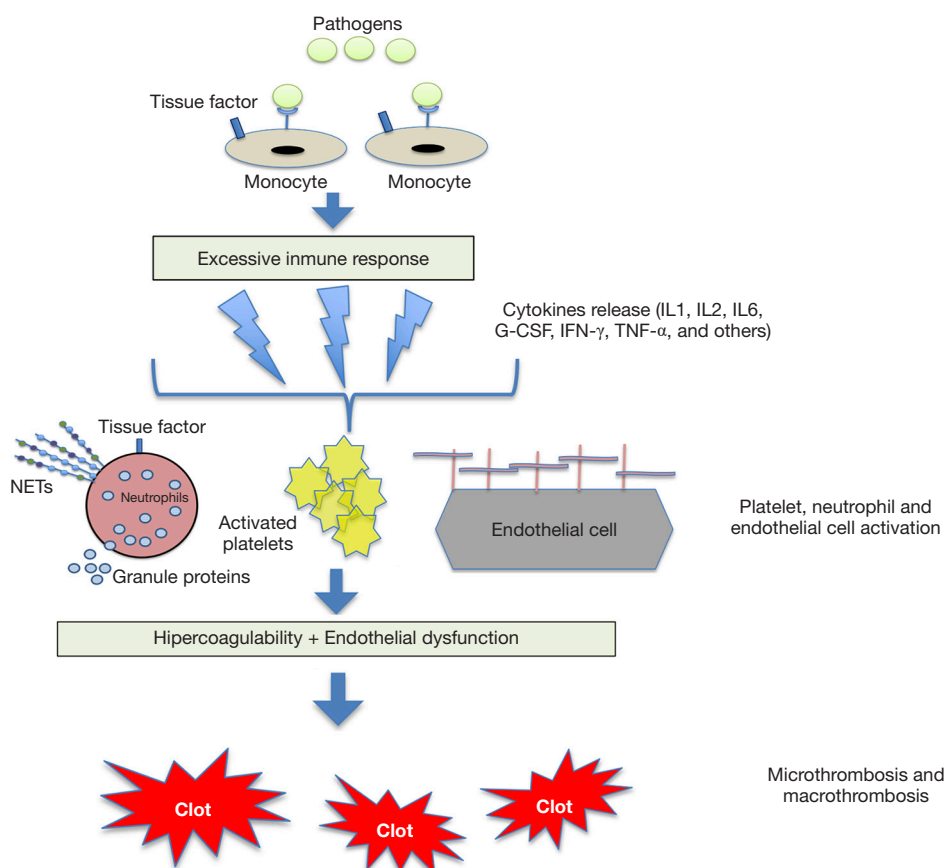 Pathogens
Tissue factor
Monocyte
Monocyte
Excessive inmune response
Cytokines release (IL1, IL2, IL6,
G-CSF, IFN-γ, TNF-α, and others)
Tissue factor
NETs
Neutrophils
Activated
platelets
Granule proteins
Endothelial cell
Platelet, neutrophil and
endothelial cell activation
Hipercoagulability + Endothelial dysfunction
Clot
Clot
Clot
Microthrombosis and
macrothrombosis